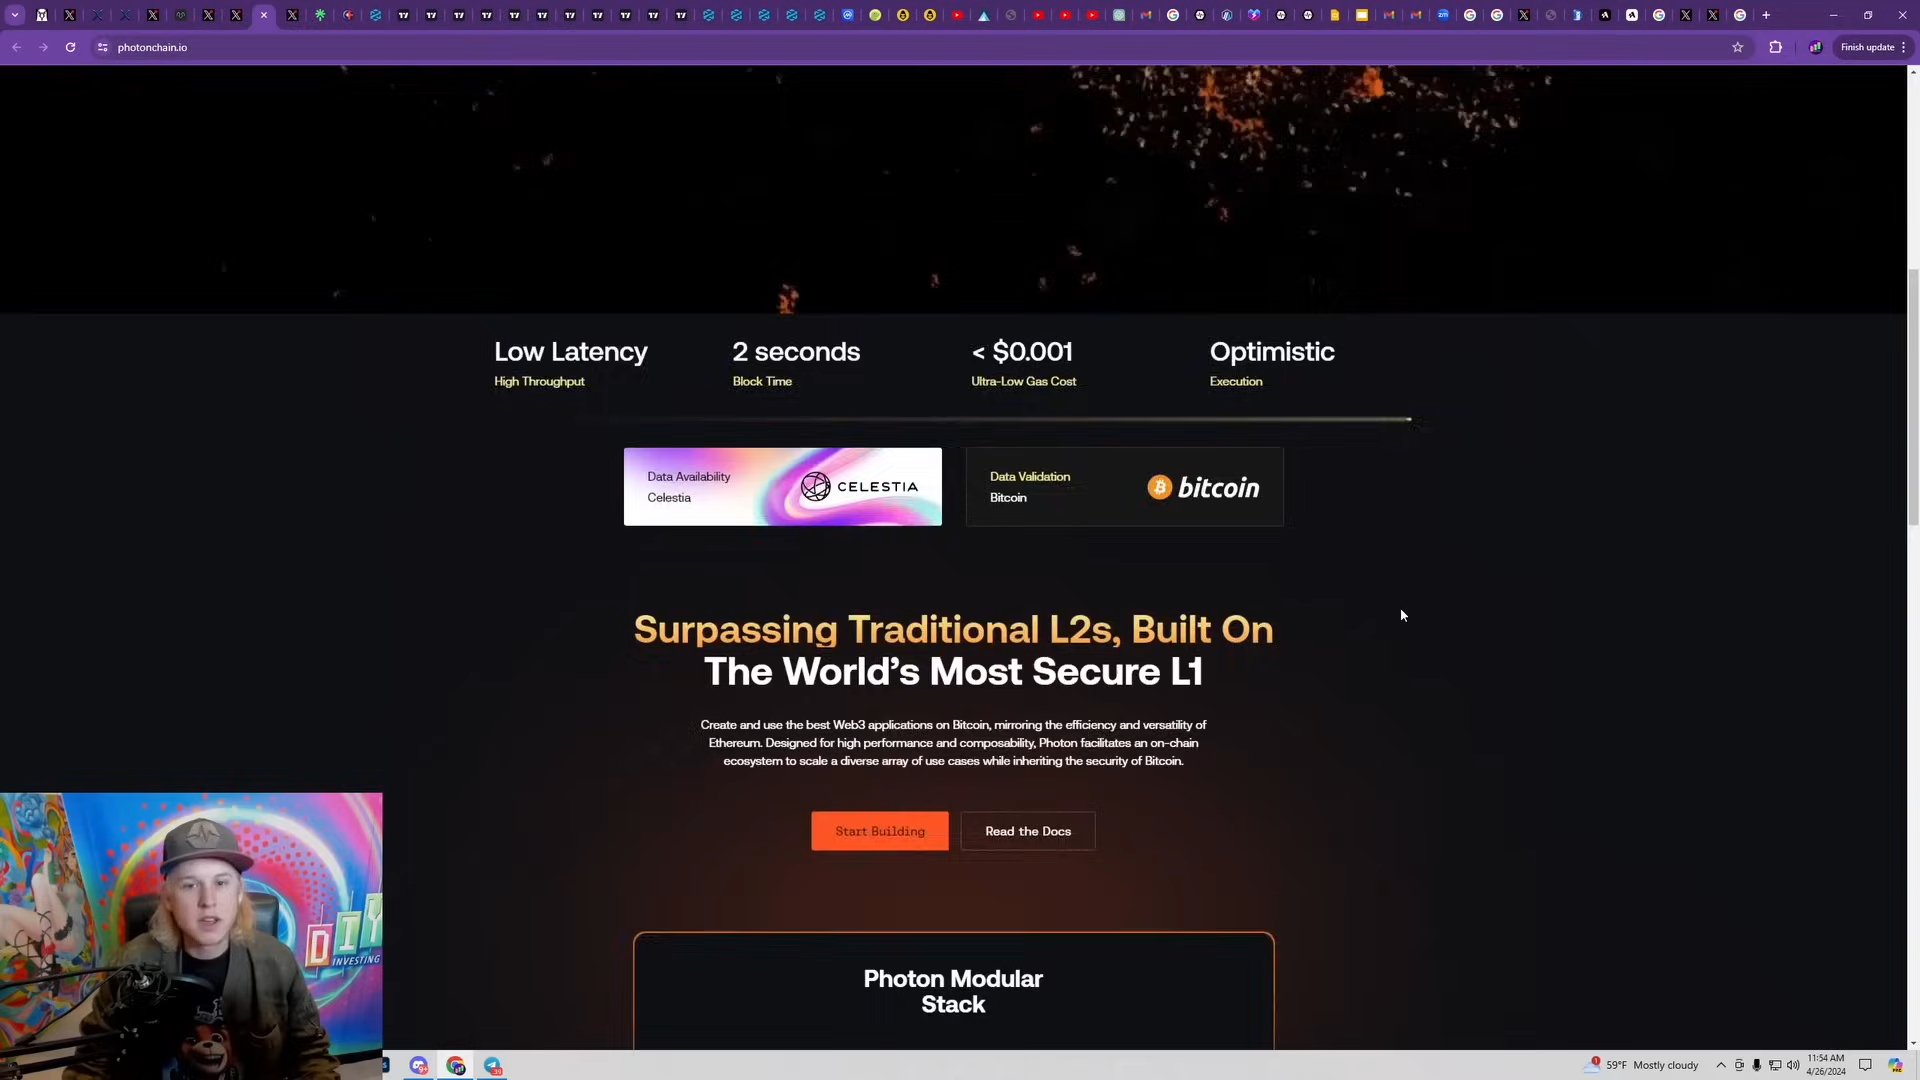 photonchain.io
Finish update
Low Latency
High Throughput
2 seconds
Block Time
< $0.001
Ultra-Low Gas Cost
Optimistic
Execution
Data Availability
Celestia
CELESTIA
Data Validation
Bitcoin
bitcoin
Surpassing Traditional L2s, Built On
The World's Most Secure L1
Create and use the best Web3 applications on Bitcoin, mirroring the efficiency and versatility of
Ethereum. Designed for high performance and composability, Photon facilitates an on-chain
ecosystem to scale a diverse array of use cases while inheriting the security of Bitcoin.
Start Building
Read the Docs
Photon Modular
Stack
DIY
INVESTING
59°F Mostly cloudy
11:54 AM
4/26/2024